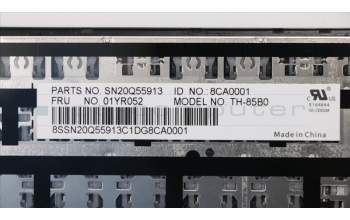 PARTS NO. SN20Q55913 ID NO.: 8CA0001
FRU NO. 01YR052 MODEL NO. TH-85B0
8SSN20Q55913C1DG8CA0001
Made in China